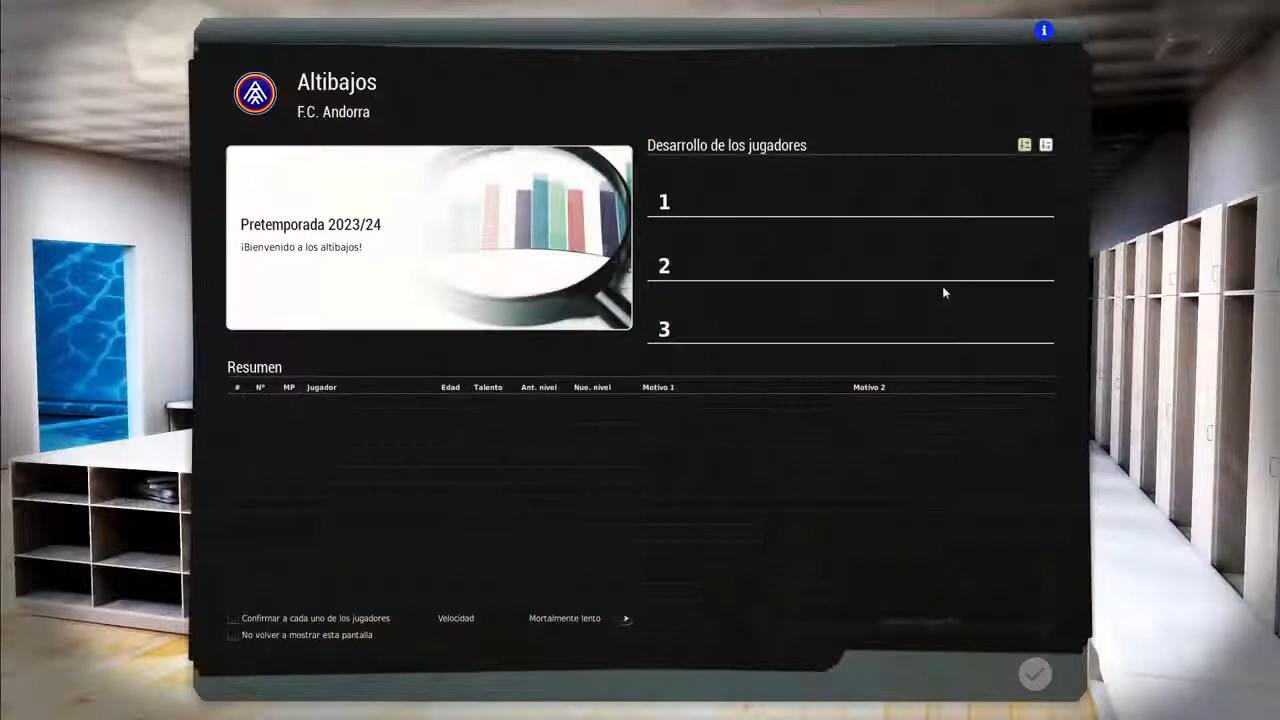 i
Altibajos
F.C. Andorra
Desarrollo de los jugadores
Pretemporada 2023/24
¡Bienvenido a los altibajos!
1
2
3
Resumen
# Nº MP Jugador Edad Talento Ant. nivel Nue. nivel Motivo 1 Motivo 2
Confirmar a cada uno de los jugadores Velocidad Mortalmente lento
No volver a mostrar esta pantalla